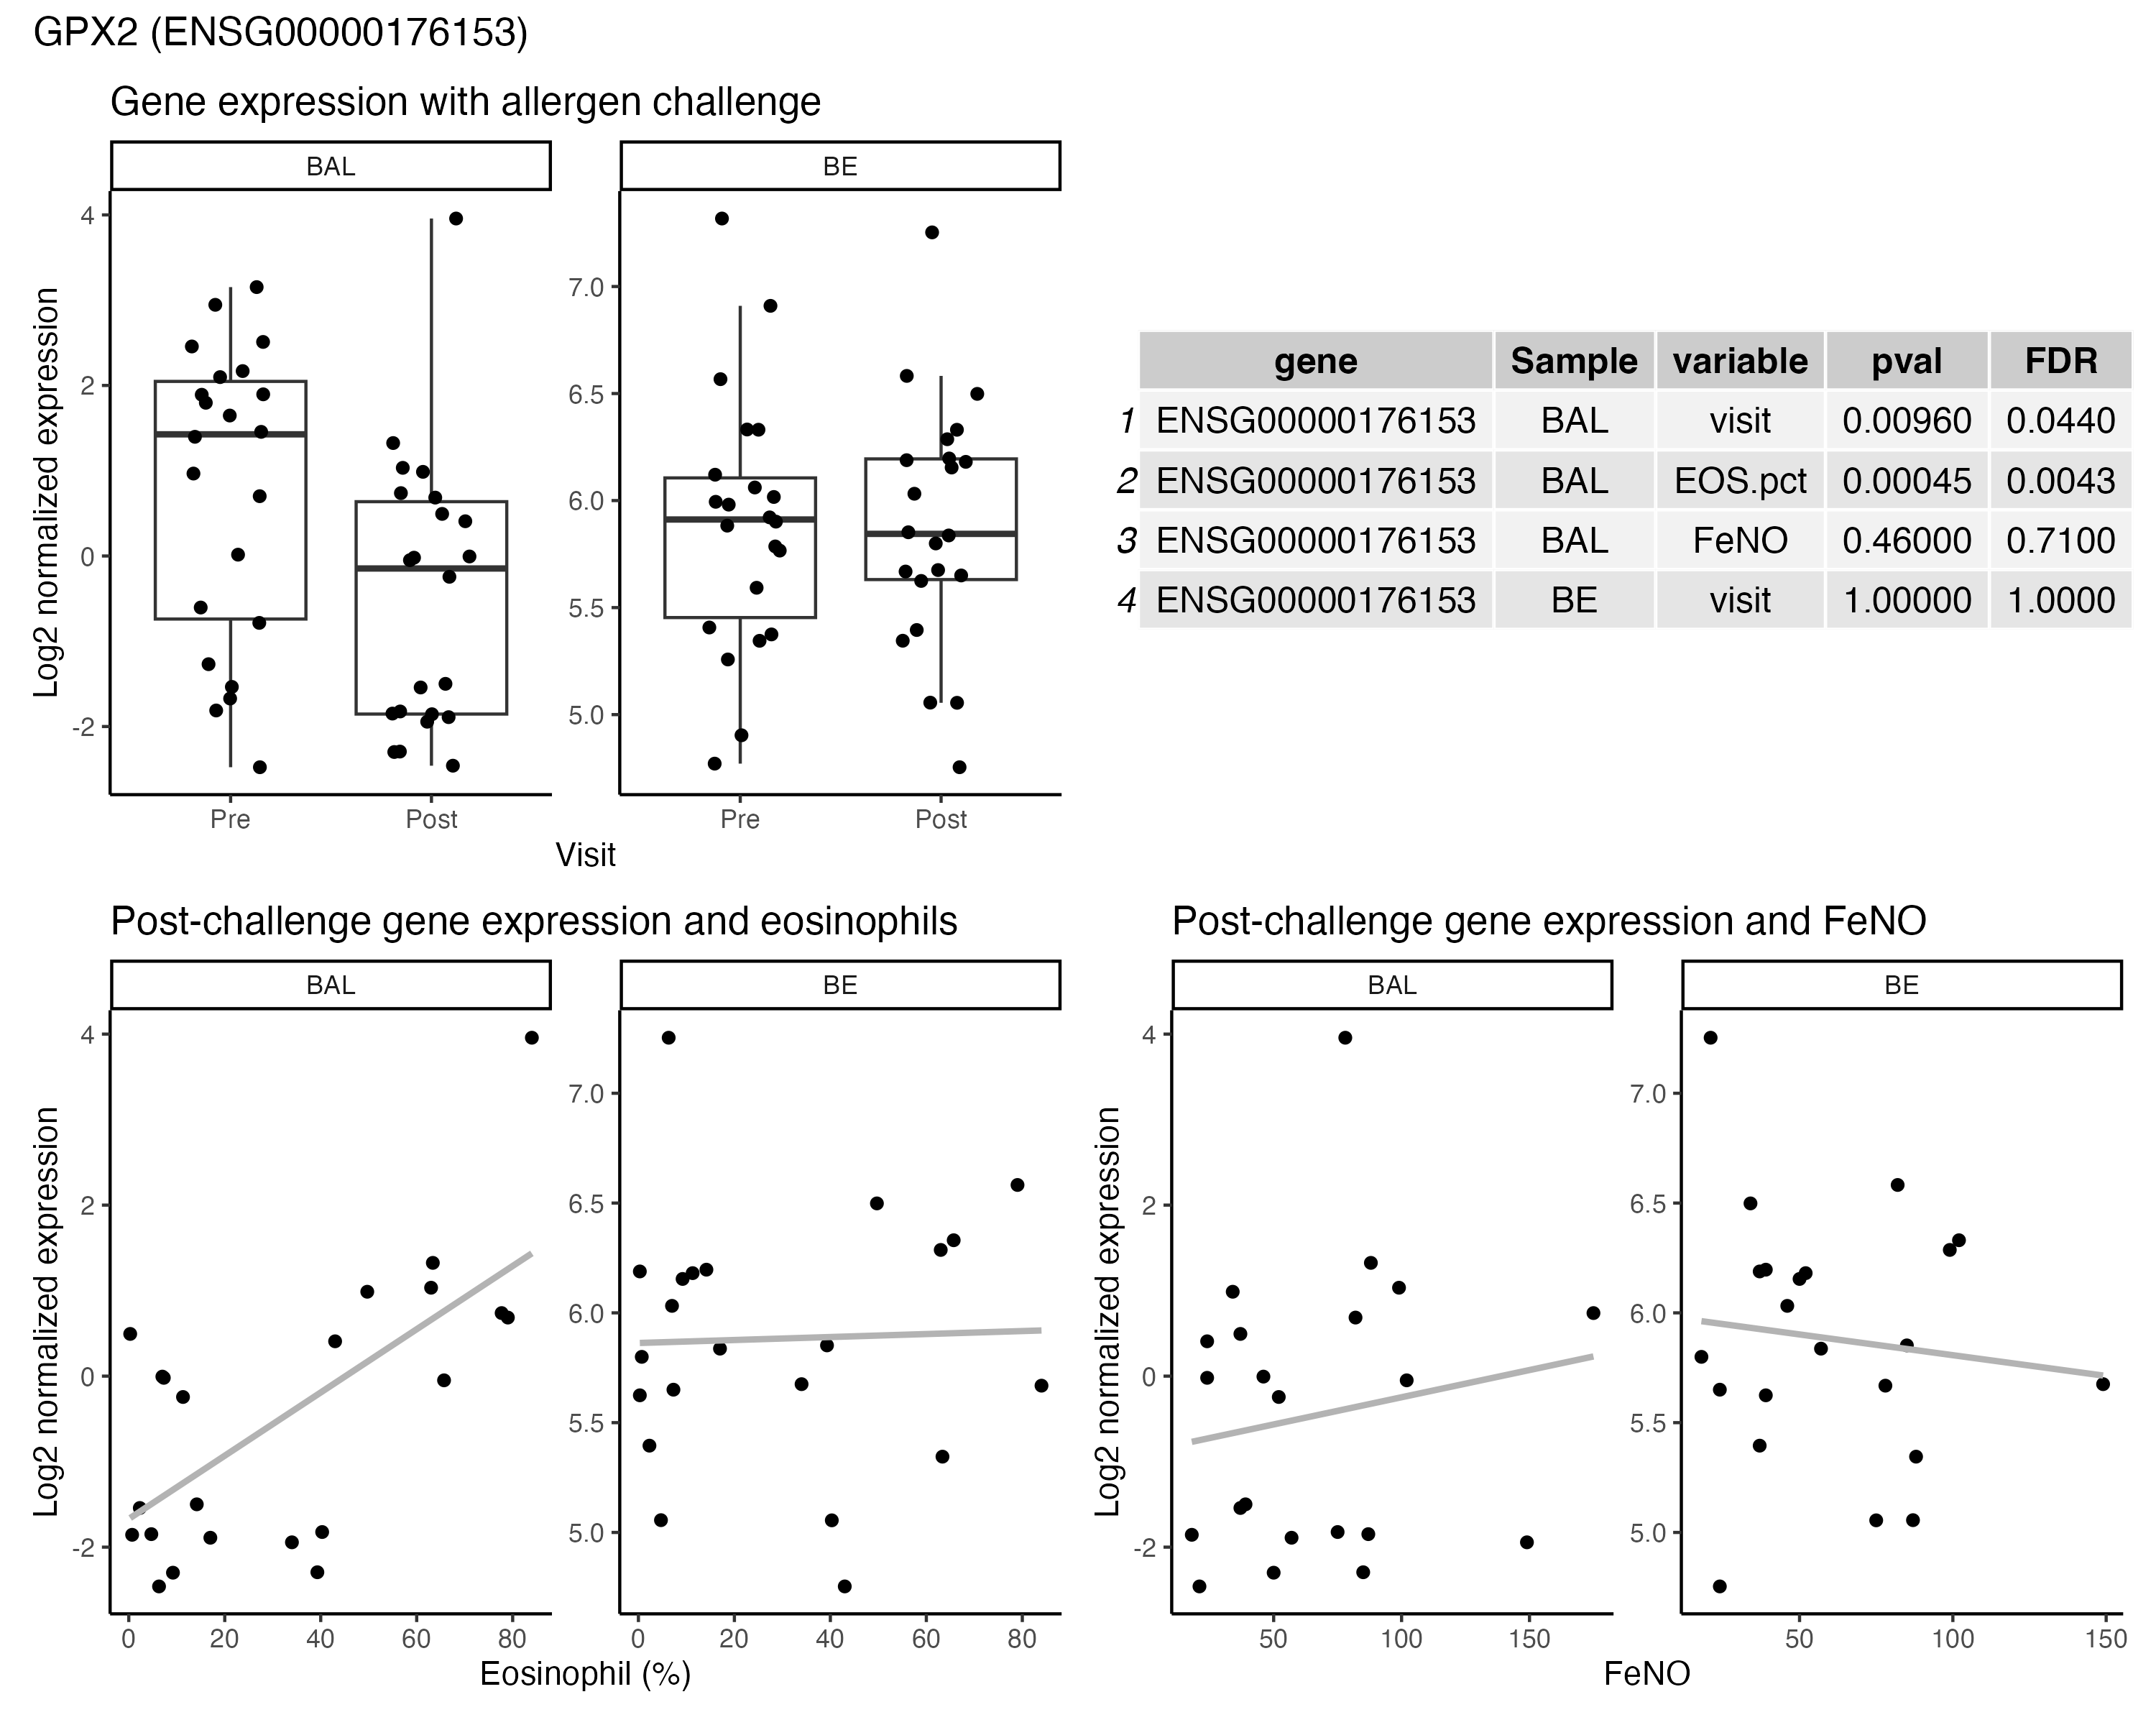 GPX2 (ENSG00000176153)
Gene expression with allergen challenge
BAL
BE
Log2 normalized expression
4
2
0
-2
7.0
6.5
6.0
5.5
5.0
Pre
Post
Pre
Post
Visit
gene Sample variable pval FDR
1 ENSG00000176153 BAL visit 0.00960 0.0440
2 ENSG00000176153 BAL EOS.pct 0.00045 0.0043
3 ENSG00000176153 BAL FeNO 0.46000 0.7100
4 ENSG00000176153 BE visit 1.00000 1.0000
Post-challenge gene expression and eosinophils
BAL
BE
Log2 normalized expression
4
2
0
-2
7.0
6.5
6.0
5.5
5.0
0 20 40 60 80
0 20 40 60 80
Eosinophil (%)
Post-challenge gene expression and FeNO
BAL
BE
Log2 normalized expression
4
2
0
-2
7.0
6.5
6.0
5.5
5.0
50 100 150
50 100 150
FeNO